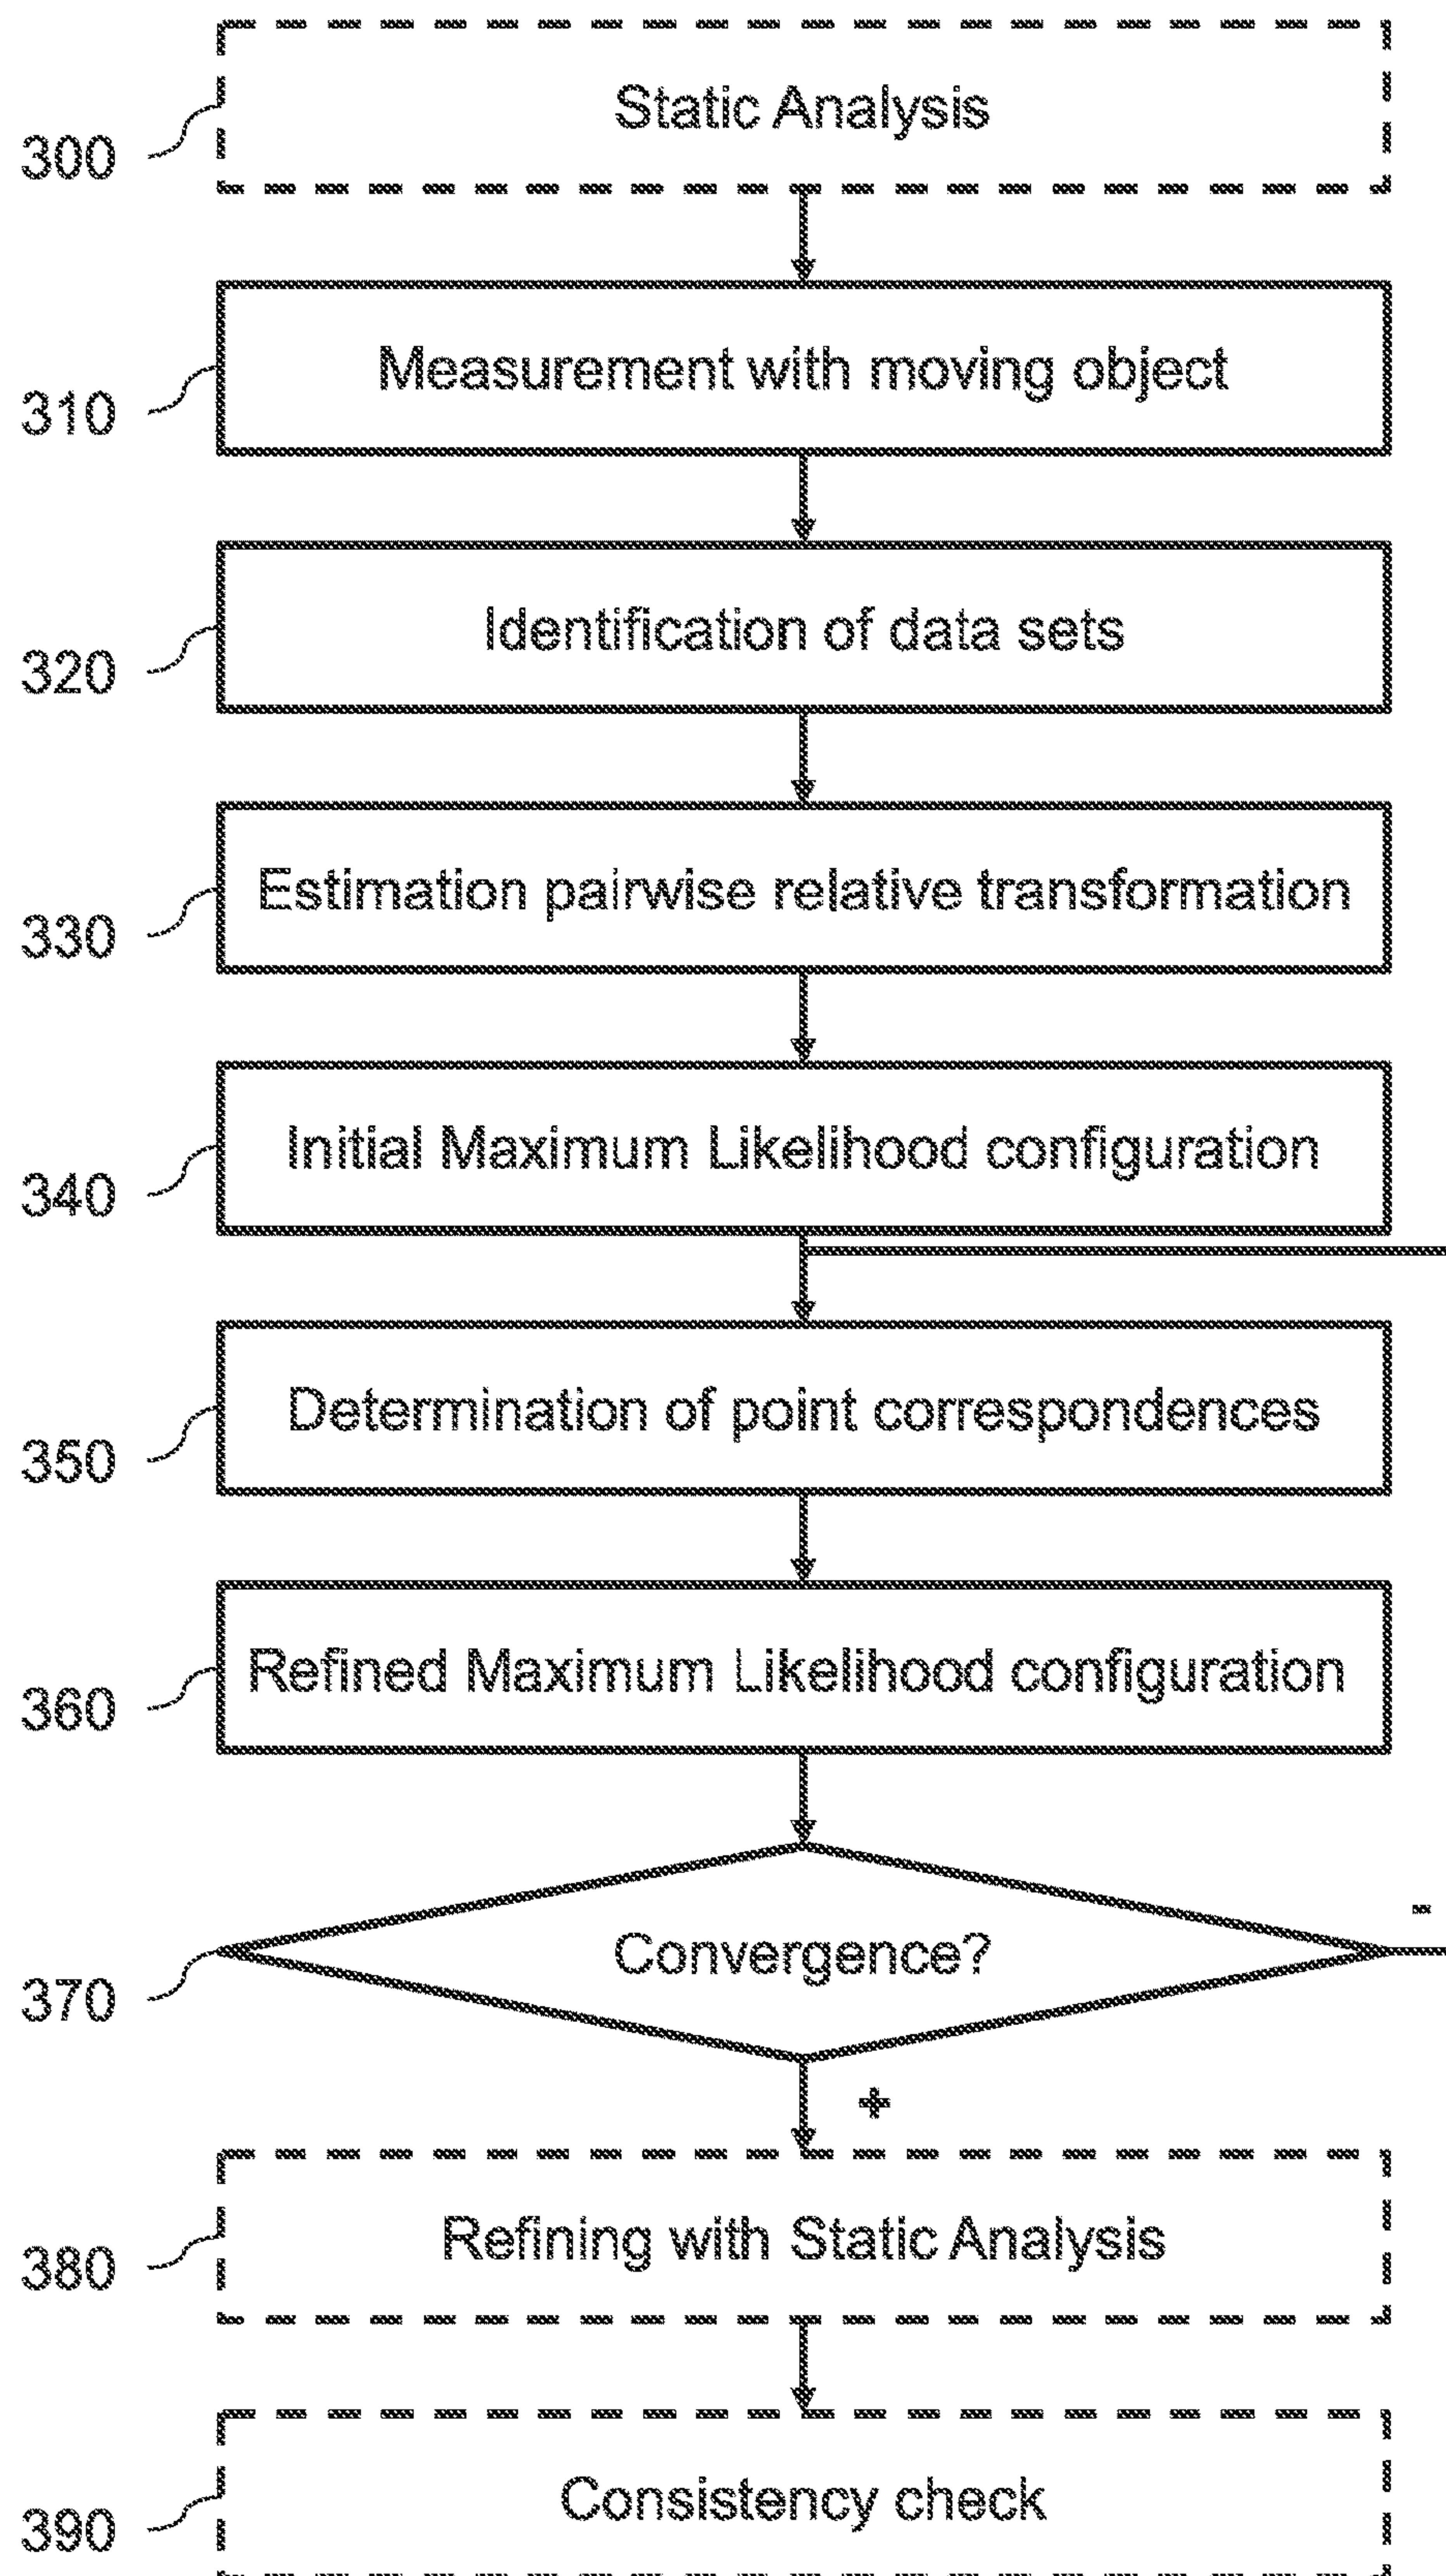 Static Analysis
300
Measurement with moving object
310
Identification of data sets
320
Estimation pairwise relative transformation
330
Initial Maximum Likelihood configuration
340
Determination of point correspondences
350
Refined Maximum Likelihood configuration
360
-
Convergence?
370
+
Refining with Static Analysis
380
Consistency check
390